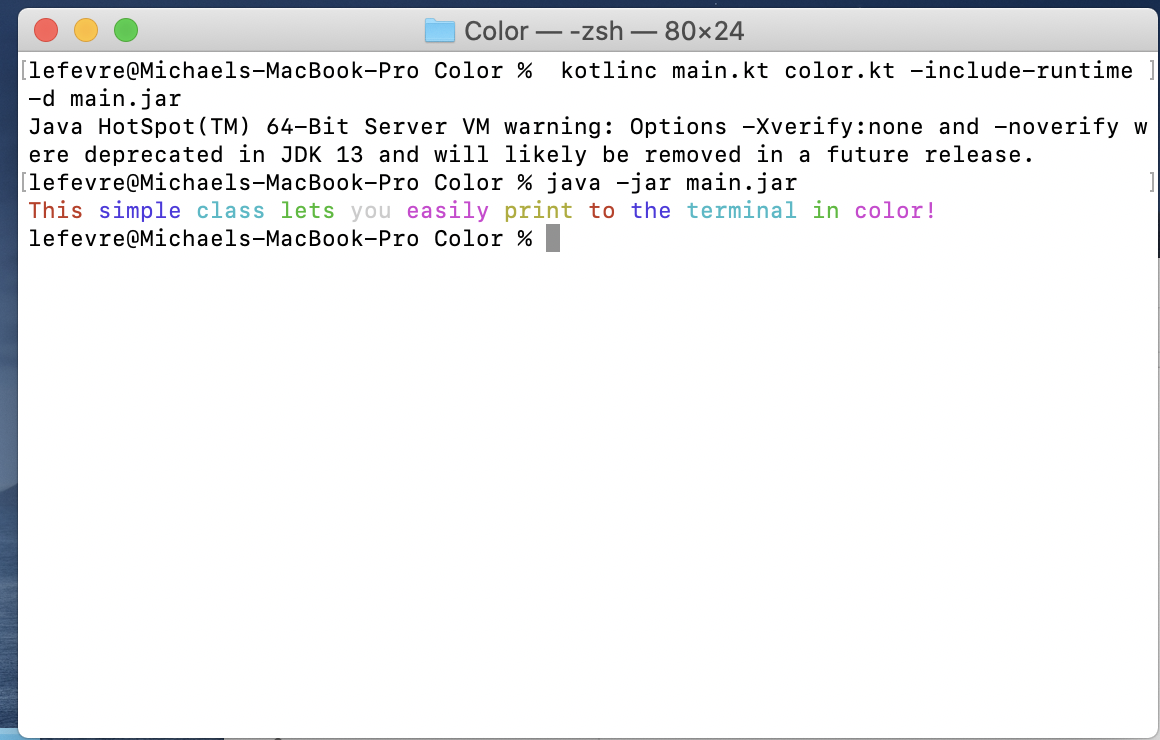 Color — -zsh — 80×24
[lefevre@Michaels-MacBook-Pro Color %  kotlinc main.kt color.kt -include-runtime ]
-d main.jar
Java HotSpot(TM) 64-Bit Server VM warning: Options -Xverify:none and -noverify w
ere deprecated in JDK 13 and will likely be removed in a future release.
[lefevre@Michaels-MacBook-Pro Color % java -jar main.jar ]
This simple class lets you easily print to the terminal in color!
lefevre@Michaels-MacBook-Pro Color %